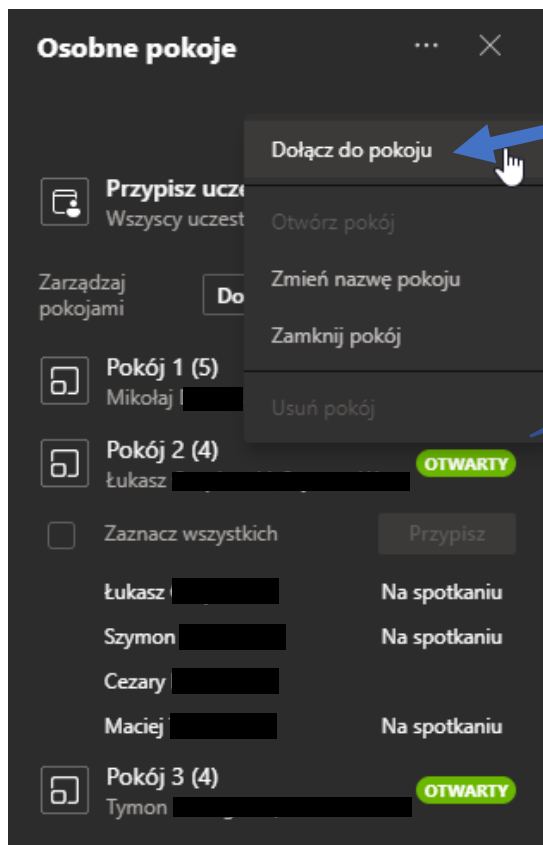 Osobne pokoje
Dołącz do pokoju
Przypisz ucze
Wszyscy uczest
Otwórz pokój
Zarządzaj
pokojami
Do
Zmień nazwę pokoju
Zamknij pokój
Pokój 1 (5)
Mikołaj
Usuń pokój
Pokój 2 (4)
Łukasz
OTWARTY
Zaznacz wszystkich
Przypisz
Łukasz
Na spotkaniu
Szymon
Na spotkaniu
Cezary
Maciej
Na spotkaniu
Pokój 3 (4)
Tymon
OTWARTY